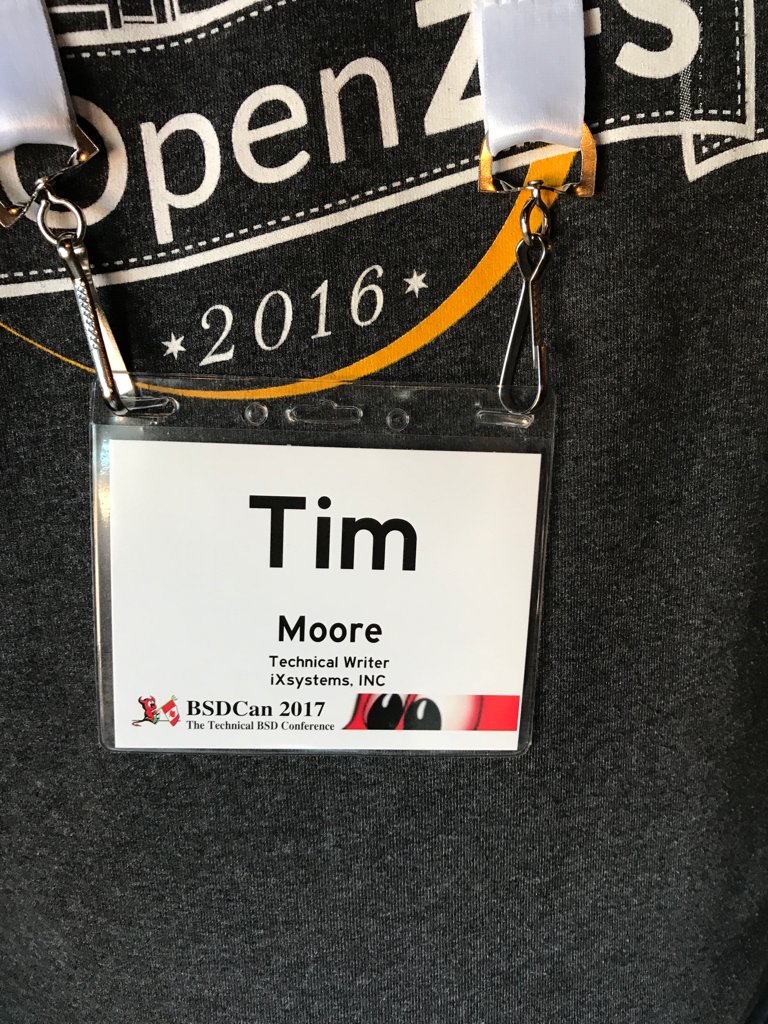 OpenZFS
2016
Tim
Moore
Technical Writer
iXsystems, INC
BSDCan 2017
The Technical BSD Conference